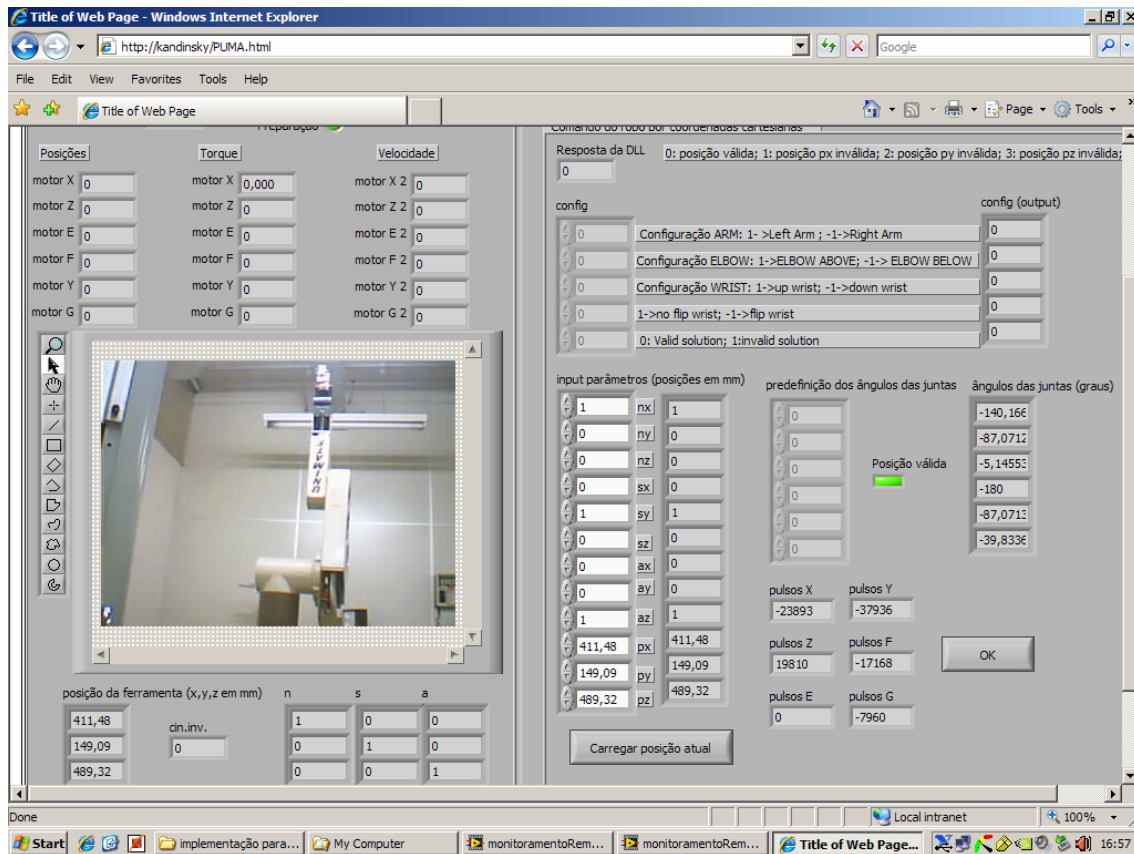 Title of Web Page - Windows Internet Explorer
http://kandinsky/PUMA.html
Google
File Edit View Favorites Tools Help
Title of Web Page
Page Tools
Preparação
Posições Torque Velocidade
motor X 0 motor X 0,000 motor X 2 0
motor Z 0 motor Z 0 motor Z 2 0
motor E 0 motor E 0 motor E 2 0
motor F 0 motor F 0 motor F 2 0
motor Y 0 motor Y 0 motor Y 2 0
motor G 0 motor G 0 motor G 2 0
UNIMATE
posição da ferramenta (x,y,z em mm) n s a
411,48 cin.inv. 1 0 0
149,09 0 0 1 0
489,32 0 0 1
Comando do robô por coordenadas cartesianas
Resposta da DLL 0: posição válida; 1: posição px inválida; 2: posição py inválida; 3: posição pz inválida;
0
config config (output)
0 Configuração ARM: 1- >Left Arm ; -1->Right Arm 0
0 Configuração ELBOW: 1->ELBOW ABOVE; -1-> ELBOW BELOW 0
0 Configuração WRIST: 1->up wrist; -1->down wrist 0
0 1->no flip wrist; -1->flip wrist 0
0 0: Valid solution; 1:invalid solution 0
input parâmetros (posições em mm)
1 nx 1
0 ny 0
0 nz 0
0 sx 0
1 sy 1
0 sz 0
0 ax 0
0 ay 0
1 az 1
411,48 px 411,48
149,09 py 149,09
489,32 pz 489,32
Carregar posição atual
predefinição dos ângulos das juntas ângulos das juntas (graus)
0 -140,166
0 -87,0712
0 Posição válida -5,14553
0 -180
0 -87,0713
0 -39,8336
pulsos X pulsos Y
-23893 -37936
pulsos Z pulsos F
19810 -17168
OK
pulsos E pulsos G
0 -7960
Done Local intranet 100%
Start implementação para... My Computer monitoramentoRem... monitoramentoRem... Title of Web Page... 16:57